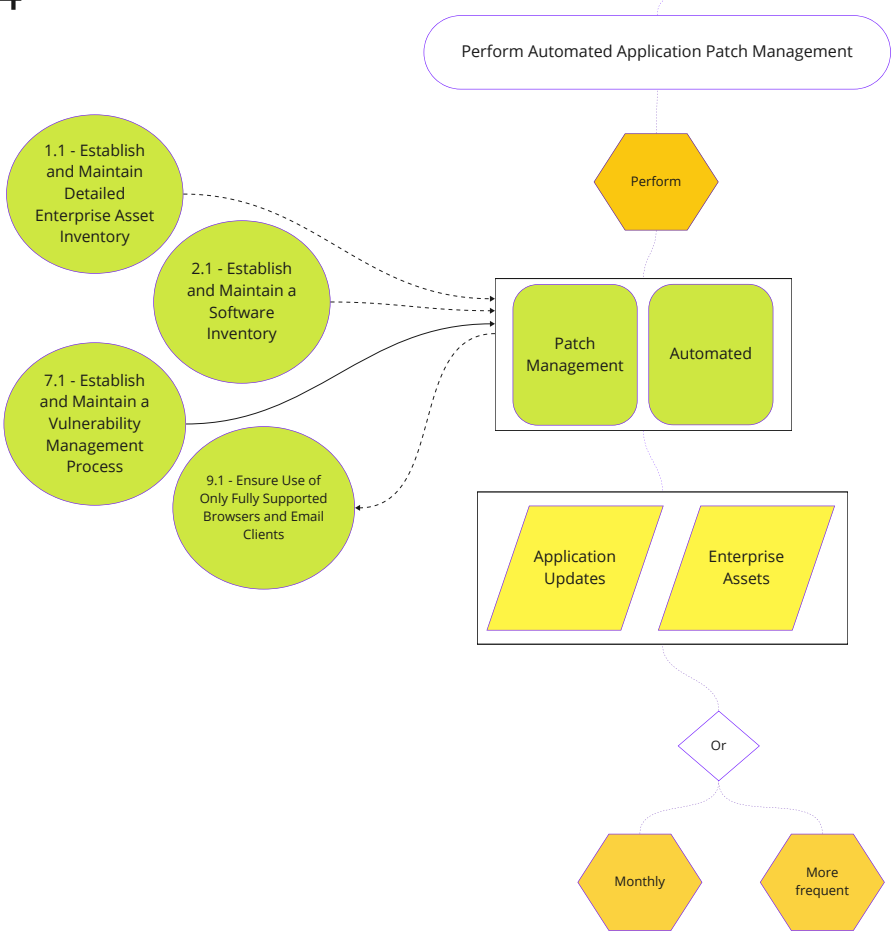 4
Perform Automated Application Patch Management
Perform
1.1 - Establish
and Maintain
Detailed
Enterprise Asset
Inventory
2.1 - Establish
and Maintain a
Software
Inventory
7.1 - Establish
and Maintain a
Vulnerability
Management
Process
9.1 - Ensure Use of
Only Fully Supported
Browsers and Email
Clients
Patch
Management
Automated
Application
Updates
Enterprise
Assets
Or
Monthly
More
frequent